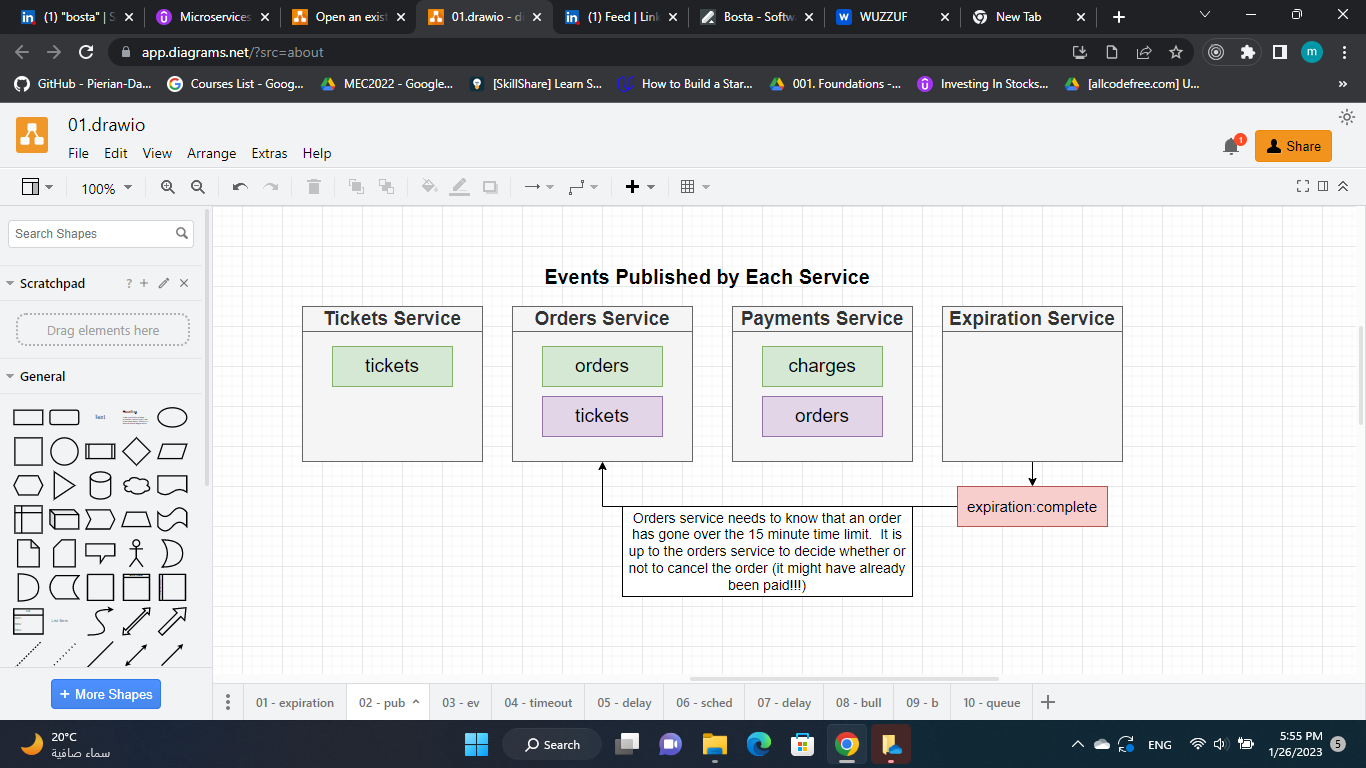 (1) "bosta" | S
Microservices
Open an exist
01.drawio - d
(1) Feed | Link
Bosta - Softw
WUZZUF
New Tab
app.diagrams.net/?src=about
m
GitHub - Pierian-Da...
Courses List - Goog...
MEC2022 - Google...
[SkillShare] Learn S...
How to Build a Star...
001. Foundations -...
Investing In Stocks...
[allcodefree.com] U...
»
01.drawio
File Edit View Arrange Extras Help
1
Share
100%
Search Shapes
Scratchpad
?
Drag elements here
General
Text
Heading
List Item
+ More Shapes
Events Published by Each Service
Tickets Service
tickets
Orders Service
orders
tickets
Payments Service
charges
orders
Expiration Service
expiration:complete
Orders service needs to know that an order
has gone over the 15 minute time limit. It is
up to the orders service to decide whether or
not to cancel the order (it might have already
been paid!!!)
01 - expiration
02 - pub
03 - ev
04 - timeout
05 - delay
06 - sched
07 - delay
08 - bull
09 - b
10 - queue
20°C
سماء صافية
Search
ENG
5:55 PM
1/26/2023
5